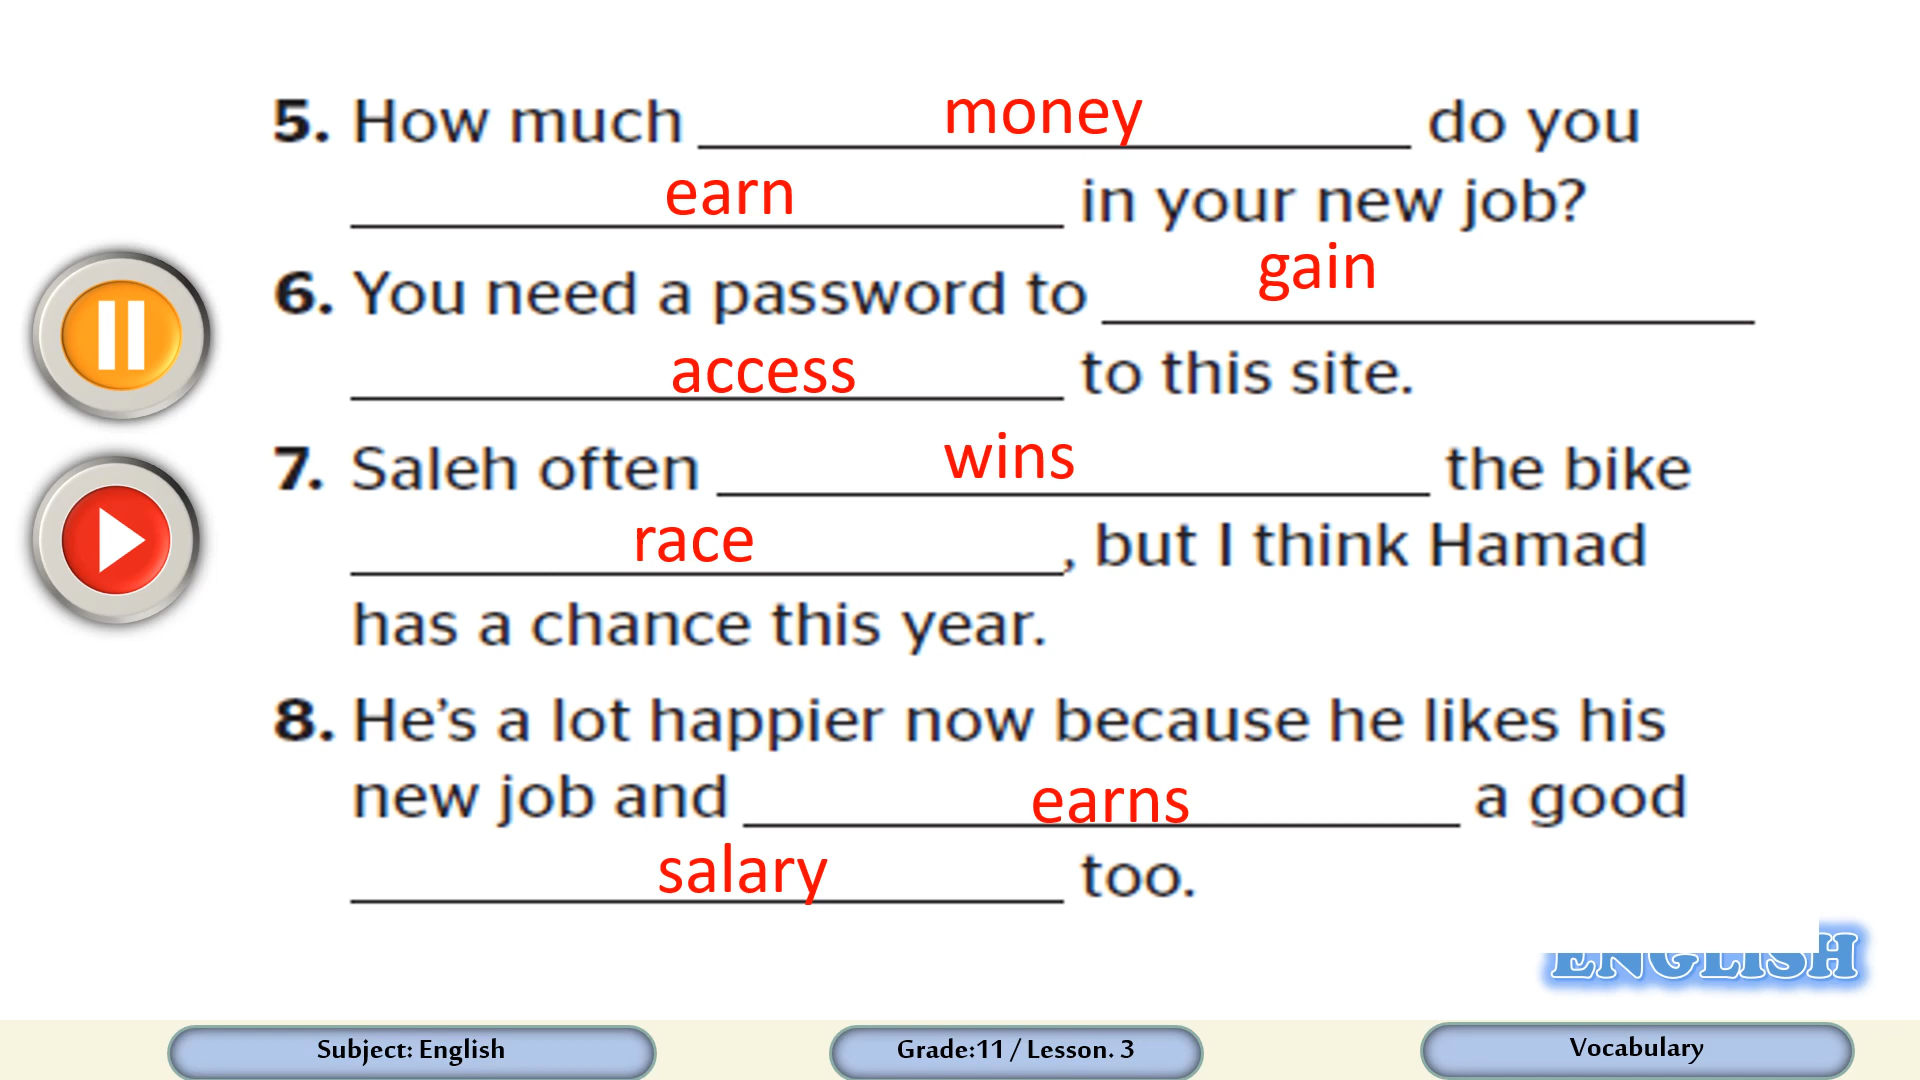 5. How much money do you
earn in your new job?
6. You need a password to gain
access to this site.
7. Saleh often wins the bike
race, but I think Hamad
has a chance this year.
8. He's a lot happier now because he likes his
new job and earns a good
salary too.
ENGLISH
Subject: English
Grade:11 / Lesson. 3
Vocabulary